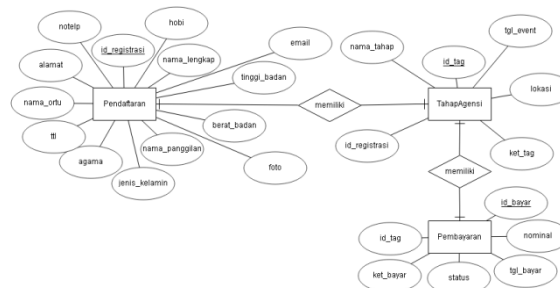 hobi
notelp
id_registrasi
email
alamat
nama_lengkap
tinggi_badan
nama_ortu
Pendaftaran
ttl
berat_badan
agama
nama_panggilan
jenis_kelamin
foto
memiliki
tgl_event
nama_tahap
id_tag
lokasi
TahapAgensi
id_registrasi
ket_tag
memiliki
id_bayar
id_tag
Pembayaran
nominal
ket_bayar
status
tgl_bayar